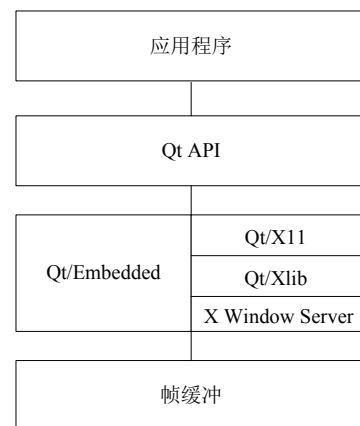 应用程序
Qt API
Qt/Embedded
Qt/X11
Qt/Xlib
X Window Server
帧缓冲